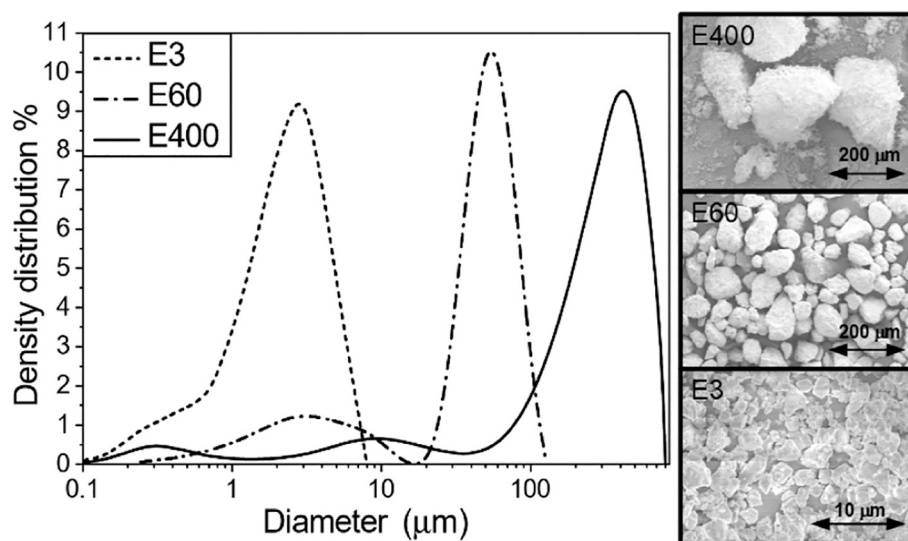 11
10
9
8
7
6
5
4
3
2
1
0
Density distribution %
E3
E60
E400
0.1 1 10 100
Diameter (μm)
E400
200 μm
E60
200 μm
E3
10 μm